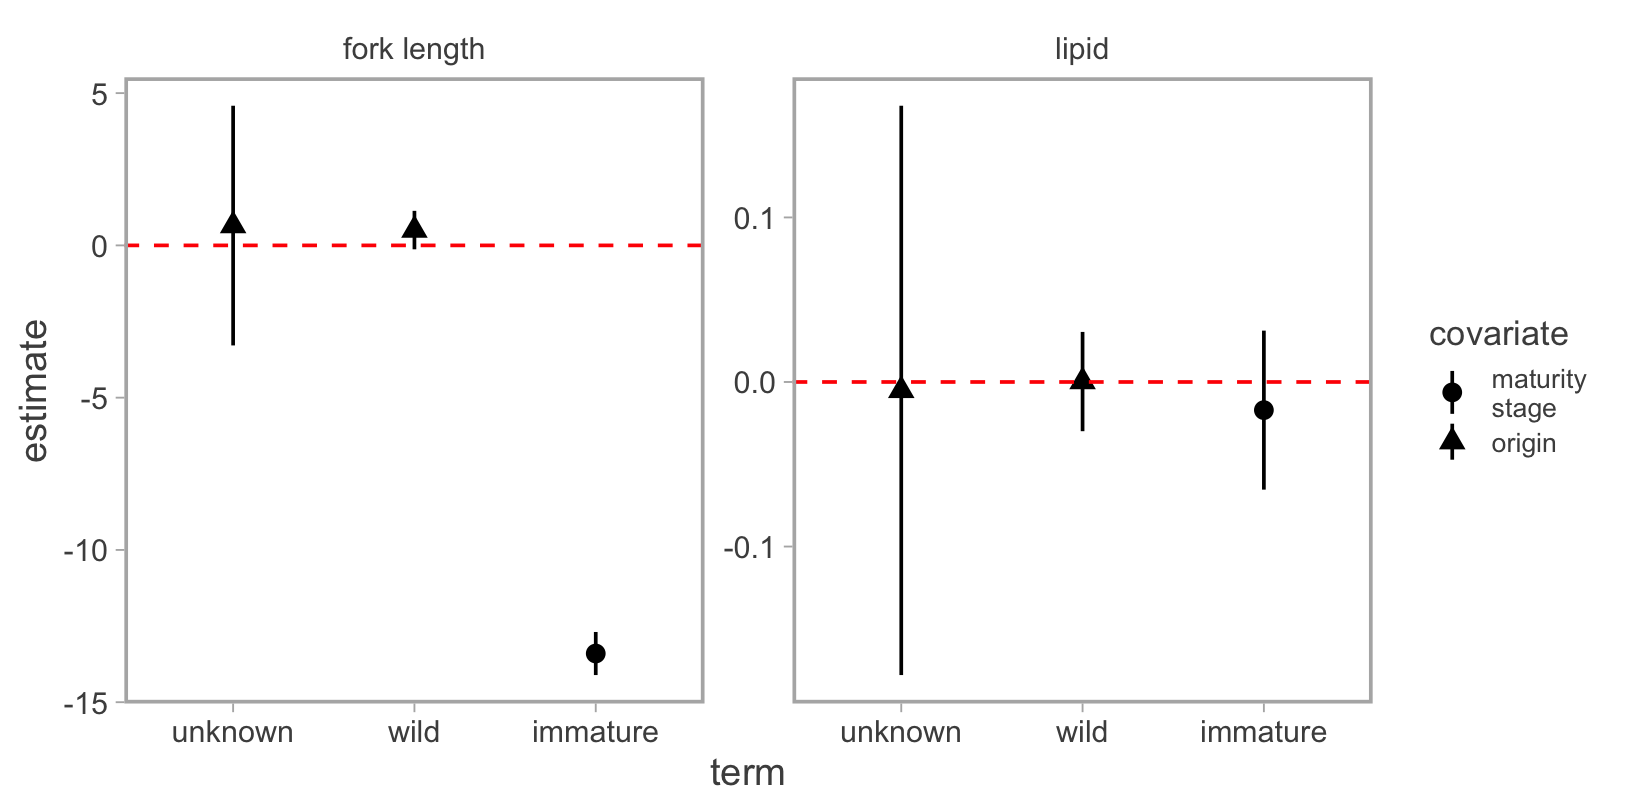 fork length
lipid
5
0
-5
-10
-15
0.1
0.0
-0.1
estimate
unknown
wild
immature
unknown
wild
immature
term
covariate
maturity
stage
origin